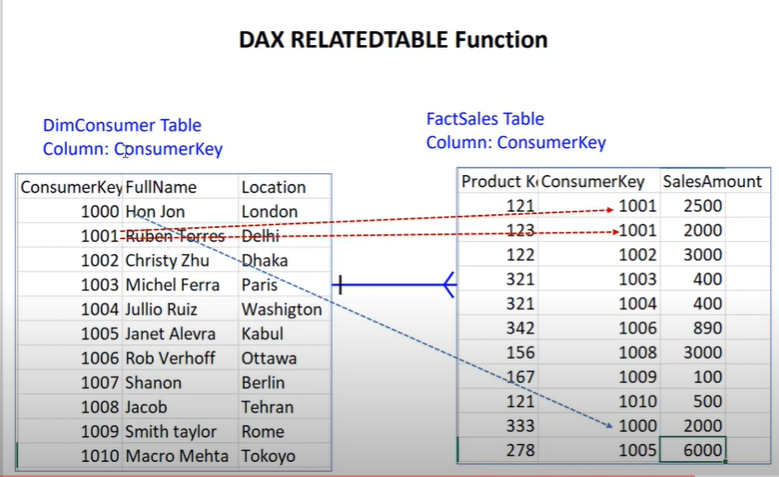 DAX RELATEDTABLE Function
DimConsumer Table
Column: ConsumerKey
FactSales Table
Column: ConsumerKey
ConsumerKey FullName Location
1000 Hon Jon London
1001 Ruben Torres Delhi
1002 Christy Zhu Dhaka
1003 Michel Ferra Paris
1004 Jullio Ruiz Washigton
1005 Janet Alevra Kabul
1006 Rob Verhoff Ottawa
1007 Shanon Berlin
1008 Jacob Tehran
1009 Smith taylor Rome
1010 Macro Mehta Tokoyo
Product K ConsumerKey SalesAmount
121 1001 2500
123 1001 2000
122 1002 3000
321 1003 400
321 1004 400
342 1006 890
156 1008 3000
167 1009 100
121 1010 500
333 1000 2000
278 1005 6000